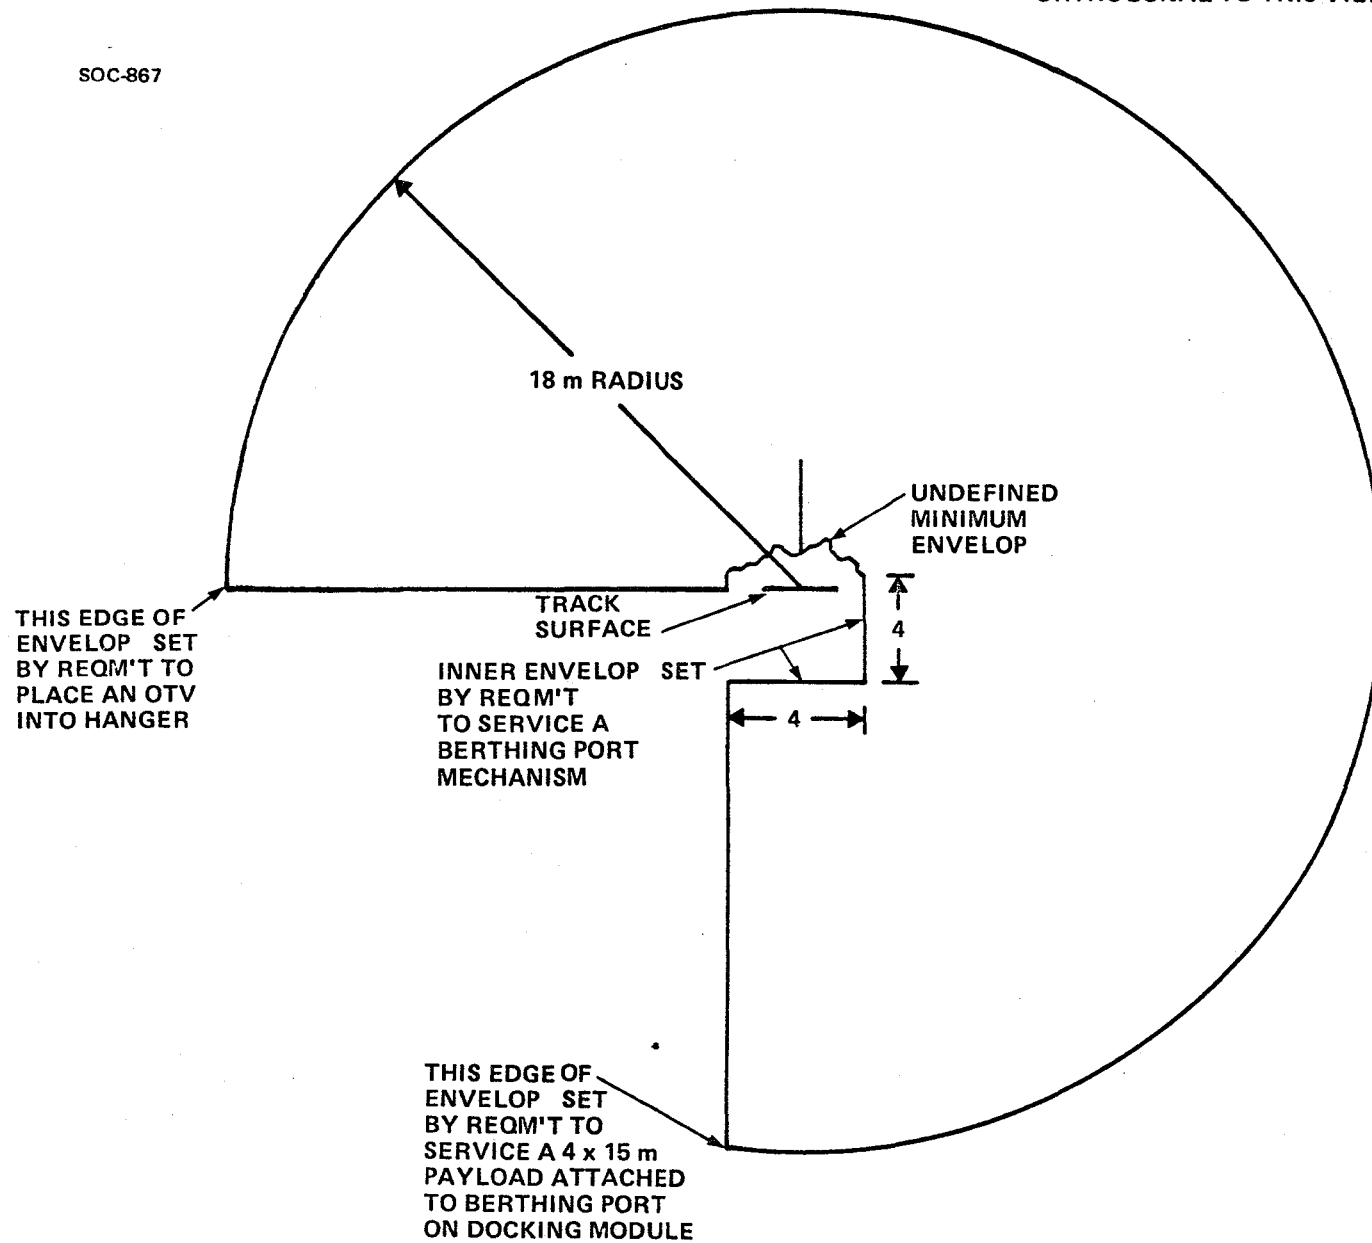 SOC-867
18 m RADIUS
UNDEFINED
MINIMUM
ENVELOP
THIS EDGE OF
ENVELOP SET
BY REQM'T TO
PLACE AN OTV
INTO HANGER
TRACK
SURFACE
4
INNER ENVELOP SET
BY REQM'T
TO SERVICE A
BERTHING PORT
MECHANISM
4
THIS EDGE OF
ENVELOP SET
BY REQM'T TO
SERVICE A 4 x 15 m
PAYLOAD ATTACHED
TO BERTHING PORT
ON DOCKING MODULE